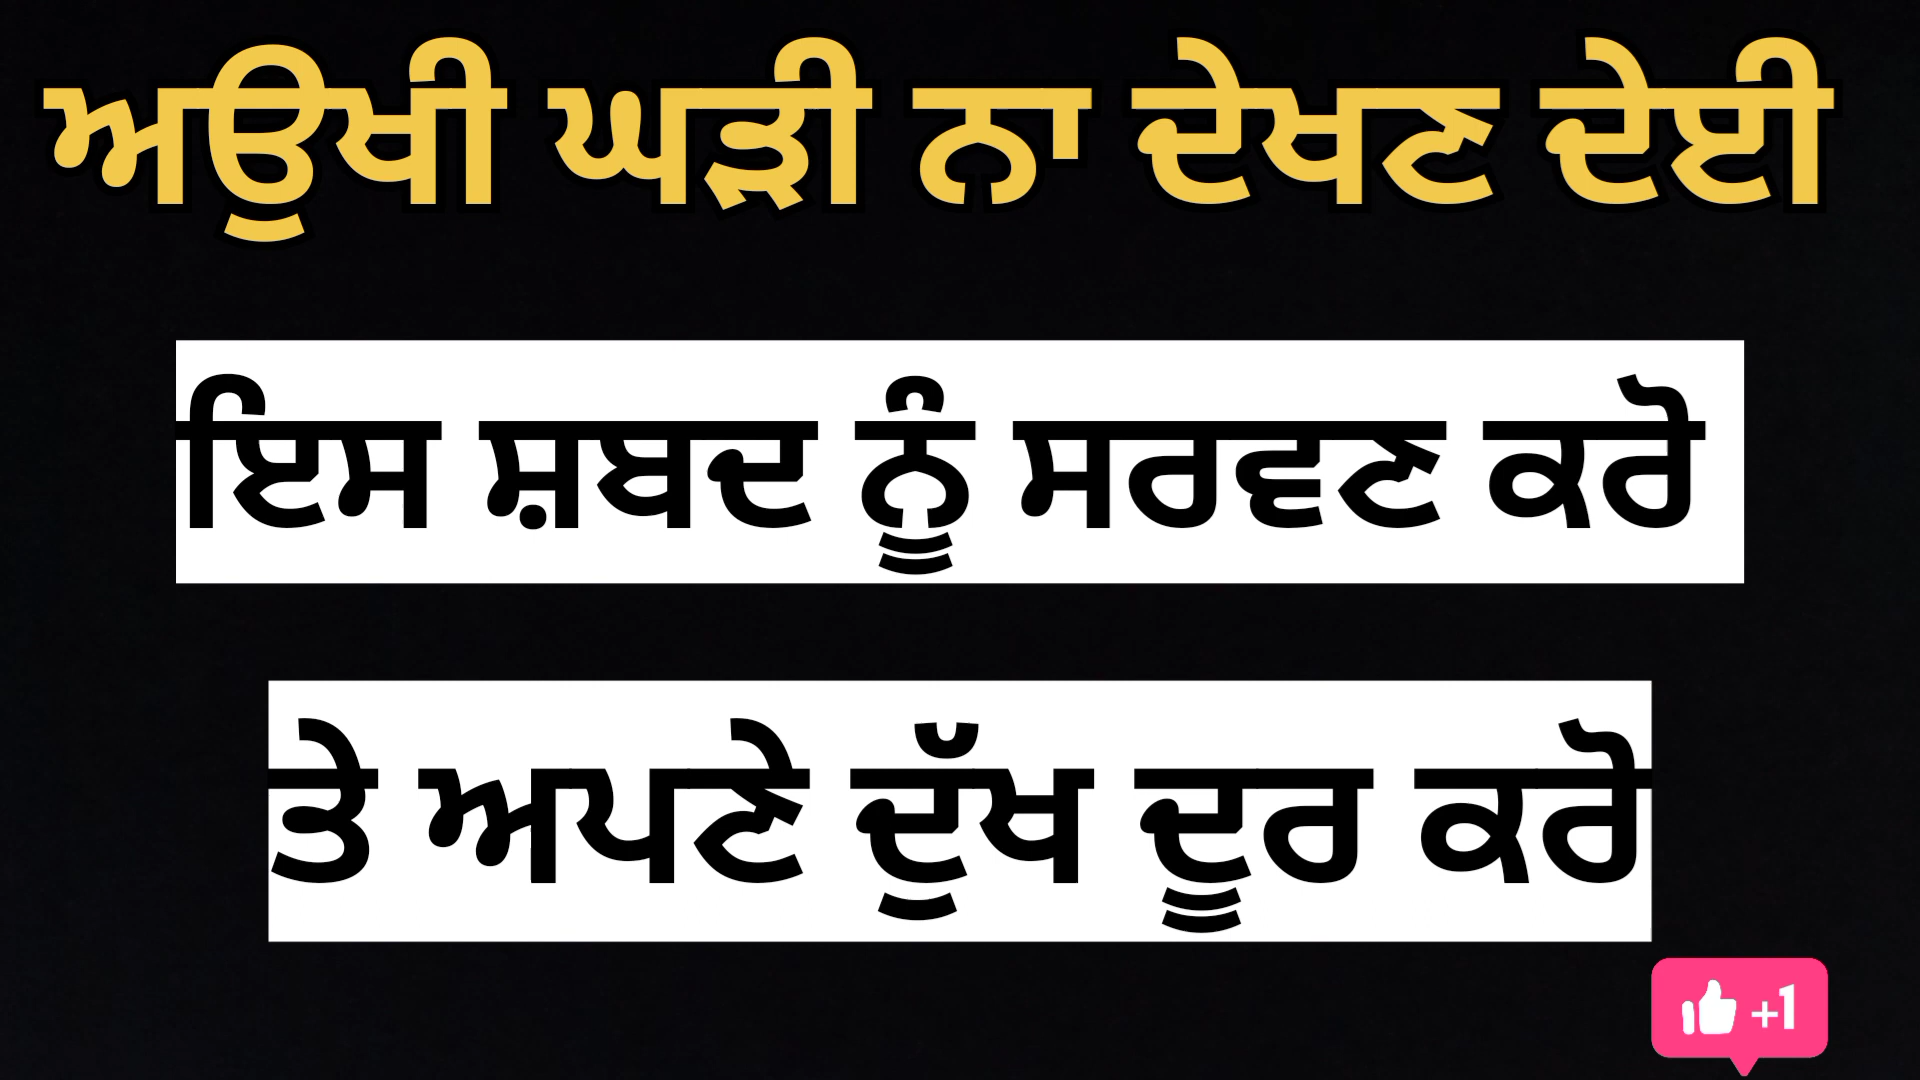 ਅਉਖੀ ਘੜੀ ਨਾ ਦੇਖਣ ਦੇਈ
ਇਸ ਸ਼ਬਦ ਨੂੰ ਸਰਵਣ ਕਰੋ
ਤੇ ਅਪਣੇ ਦੁੱਖ ਦੂਰ ਕਰੋ
+1